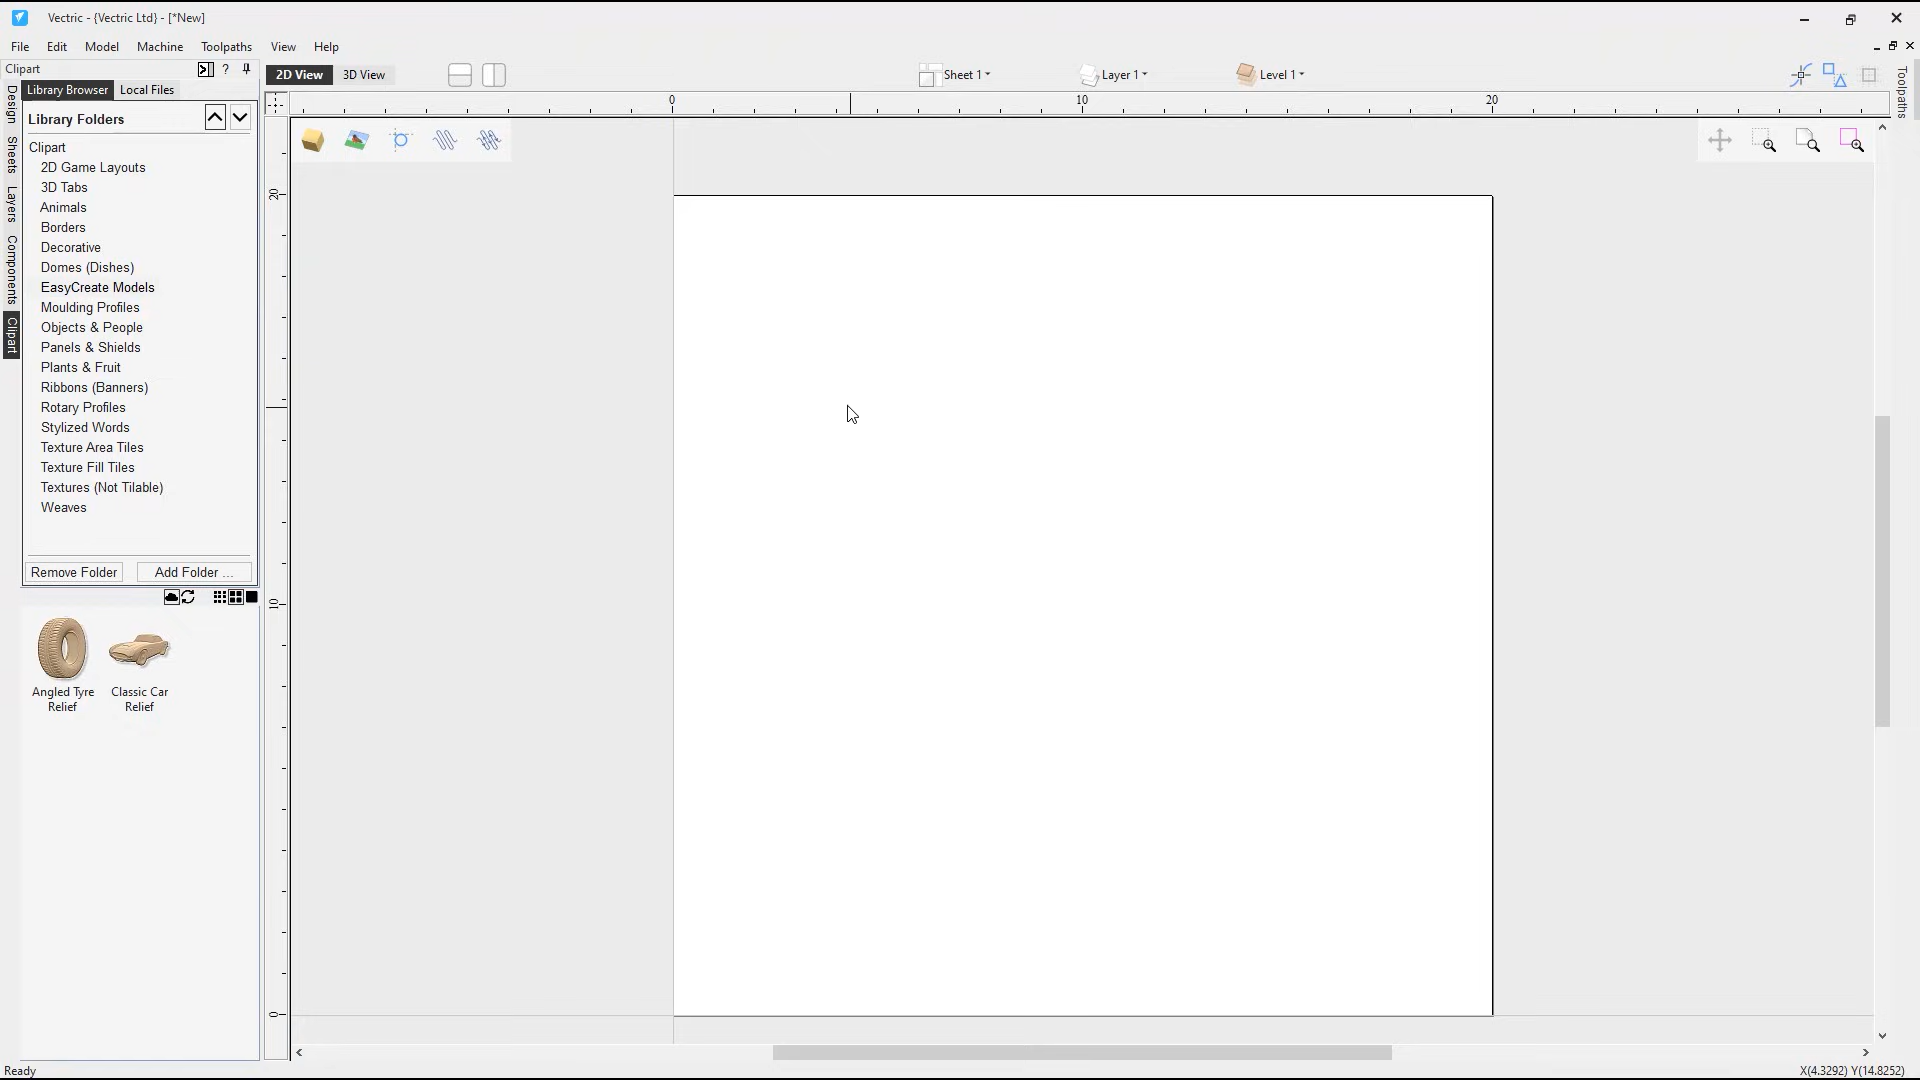 Vectric - {Vectric Ltd} - [*New]
File Edit Model Machine Toolpaths View Help
Clipart ?
2D View 3D View Sheet 1 Layer 1 Level 1
Library Browser Local Files
Toolpaths
Design
Sheets
Layers
Components
Clipart
Library Folders
Clipart
2D Game Layouts
3D Tabs
Animals
Borders
Decorative
Domes (Dishes)
EasyCreate Models
Moulding Profiles
Objects & People
Panels & Shields
Plants & Fruit
Ribbons (Banners)
Rotary Profiles
Stylized Words
Texture Area Tiles
Texture Fill Tiles
Textures (Not Tilable)
Weaves
Remove Folder Add Folder ...
Angled Tyre
Relief
Classic Car
Relief
0 10 20
20
10
0
Ready X(4.3292) Y(14.8252)